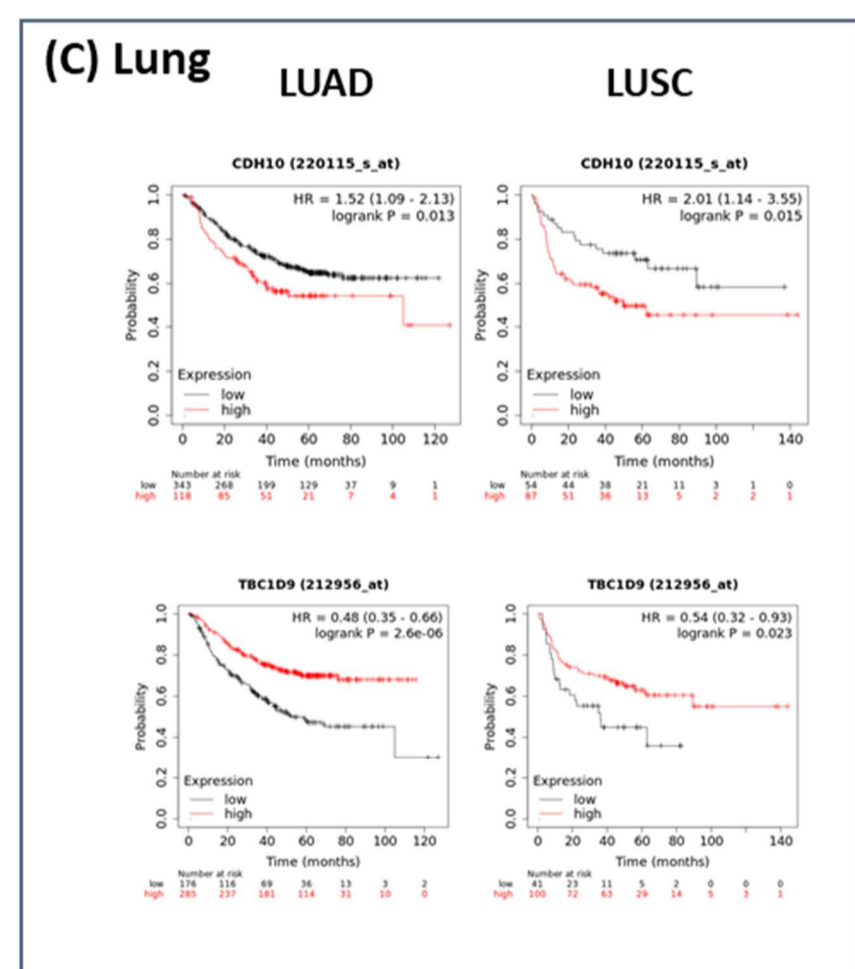 (C) Lung
LUAD
LUSC
CDH10 (220115_s_at)
HR = 1.52 (1.09 - 2.13)
logrank P = 0.013
Probability
1.0
0.8
0.6
0.4
0.2
0.0
Expression
low
high
0 20 40 60 80 100 120
Time (months)
Number at risk
low 343 268 199 129 37 9 1
high 118 85 51 21 7 4 1
CDH10 (220115_s_at)
HR = 2.01 (1.14 - 3.55)
logrank P = 0.015
Probability
1.0
0.8
0.6
0.4
0.2
0.0
Expression
low
high
0 20 40 60 80 100 140
Time (months)
Number at risk
low 54 44 38 21 11 3 1 0
high 87 51 36 13 5 2 2 1
TBC1D9 (212956_at)
HR = 0.48 (0.35 - 0.66)
logrank P = 2.6e-06
Probability
1.0
0.8
0.6
0.4
0.2
0.0
Expression
low
high
0 20 40 60 80 100 120
Time (months)
Number at risk
low 176 116 69 36 13 3 2
high 285 237 181 114 31 10 0
TBC1D9 (212956_at)
HR = 0.54 (0.32 - 0.93)
logrank P = 0.023
Probability
1.0
0.8
0.6
0.4
0.2
0.0
Expression
low
high
0 20 40 60 80 100 140
Time (months)
Number at risk
low 41 23 11 5 2 0 0 0
high 100 72 63 29 14 5 3 1